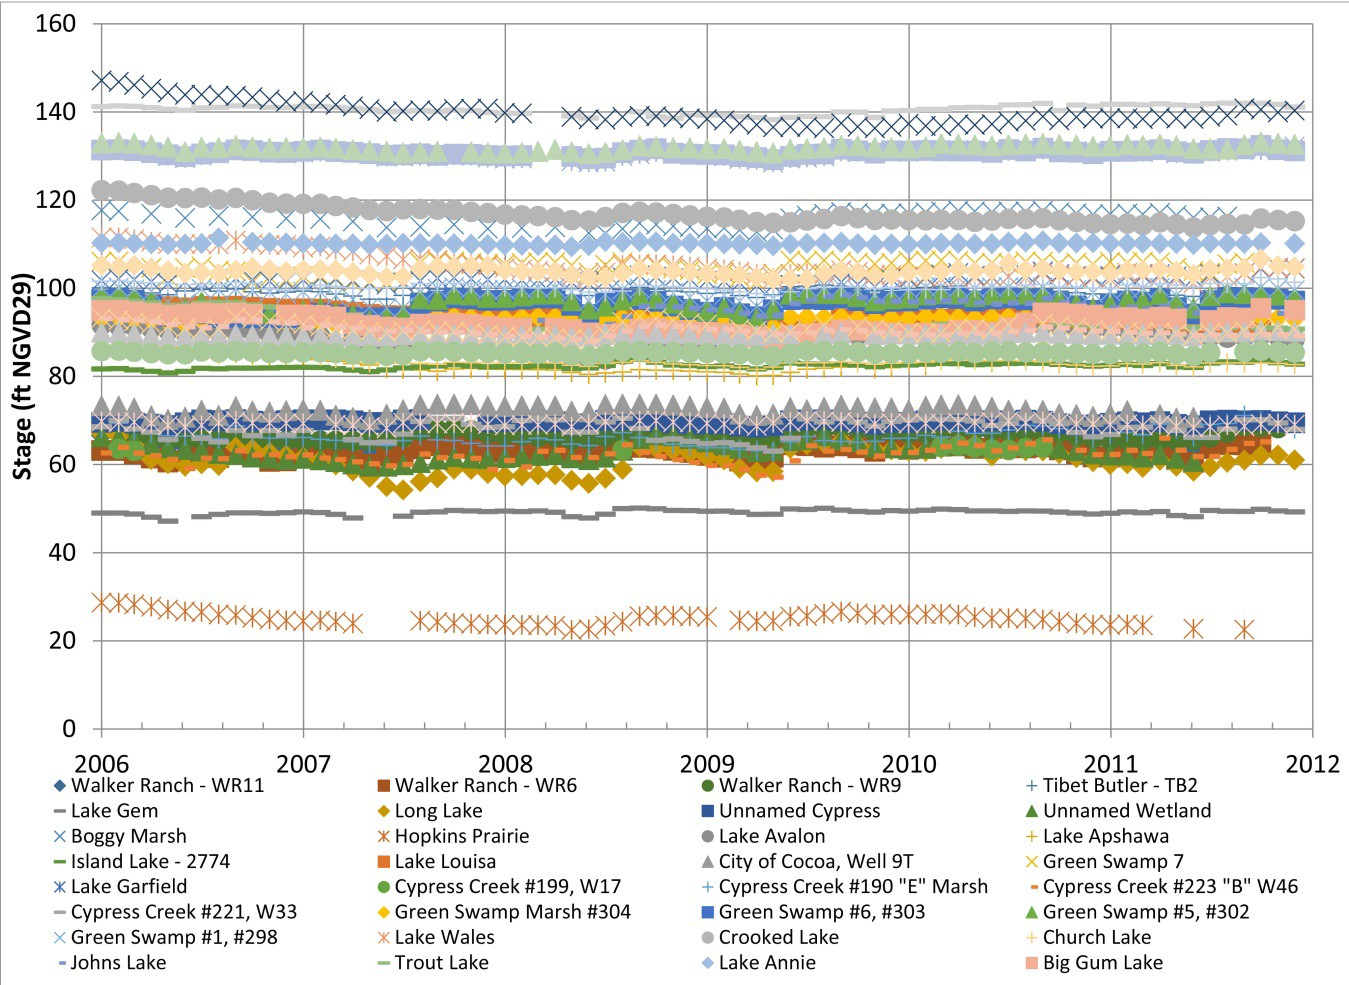 160
140
120
100
80
60
40
20
0
Stage (ft NGVD29)
2006 2007 2008 2009 2010 2011 2012
Walker Ranch - WR11 Walker Ranch - WR6 Walker Ranch - WR9 Tibet Butler - TB2
Lake Gem Long Lake Unnamed Cypress Unnamed Wetland
Boggy Marsh Hopkins Prairie Lake Avalon Lake Apshawa
Island Lake - 2774 Lake Louisa City of Cocoa, Well 9T Green Swamp 7
Lake Garfield Cypress Creek #199, W17 Cypress Creek #190 "E" Marsh Cypress Creek #223 "B" W46
Cypress Creek #221, W33 Green Swamp Marsh #304 Green Swamp #6, #303 Green Swamp #5, #302
Green Swamp #1, #298 Lake Wales Crooked Lake Church Lake
Johns Lake Trout Lake Lake Annie Big Gum Lake